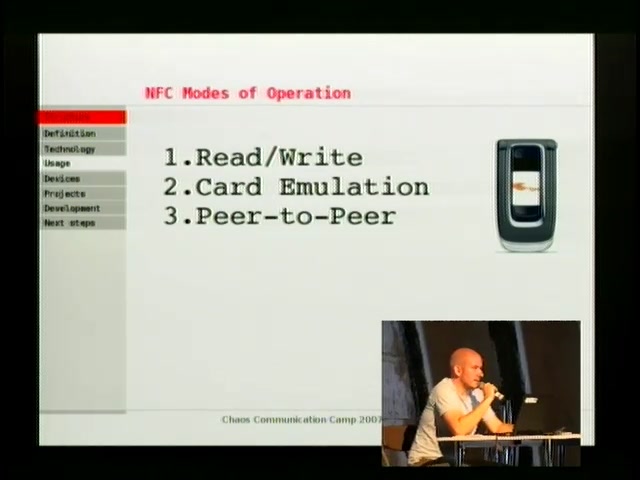 NFC Modes of Operation
Definition
Technology
Usage
Devices
Projects
Development
Next steps
1.Read/Write
2.Card Emulation
3.Peer-to-Peer
Chaos Communication Camp 2007